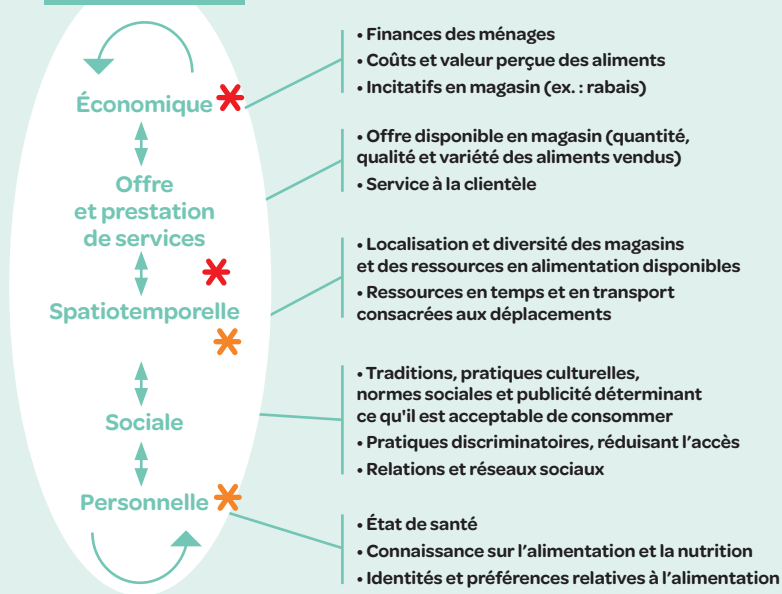 Économique
• Finances des ménages
• Coûts et valeur perçue des aliments
• Incitatifs en magasin (ex. : rabais)
Offre
et prestation
de services
• Offre disponible en magasin (quantité,
qualité et variété des aliments vendus)
• Service à la clientèle
Spatiotemporelle
• Localisation et diversité des magasins
et des ressources en alimentation disponibles
• Ressources en temps et en transport
consacrées aux déplacements
Sociale
• Traditions, pratiques culturelles,
normes sociales et publicité déterminant
ce qu'il est acceptable de consommer
• Pratiques discriminatoires, réduisant l'accès
• Relations et réseaux sociaux
Personnelle
• État de santé
• Connaissance sur l'alimentation et la nutrition
• Identités et préférences relatives à l'alimentation